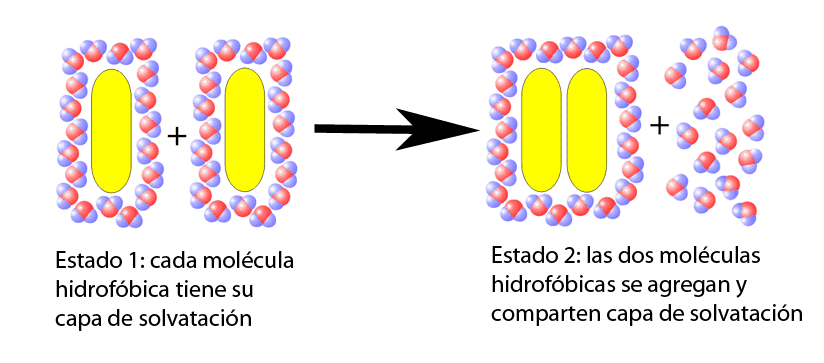 +
+
Estado 1: cada molécula
hidrofóbica tiene su
capa de solvatación
Estado 2: las dos moléculas
hidrofóbicas se agregan y
comparten capa de solvatación